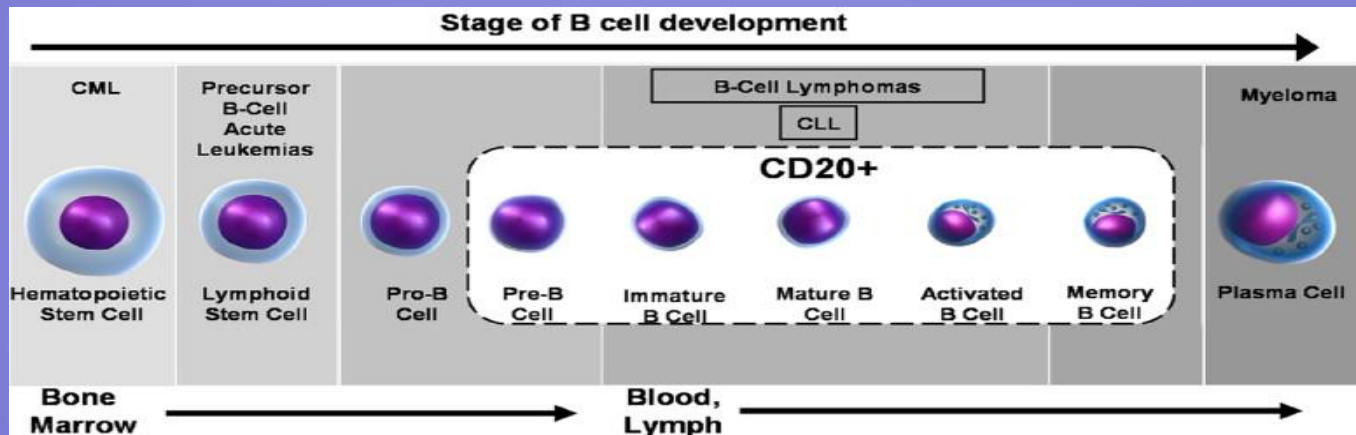 Stage of B cell development
CML
Precursor
B-Cell
Acute
Leukemias
B-Cell Lymphomas
CLL
Myeloma
CD20+
Hematopoietic
Stem Cell
Lymphoid
Stem Cell
Pro-B
Cell
Pre-B
Cell
Immature
B Cell
Mature B
Cell
Activated
B Cell
Memory
B Cell
Plasma Cell
Bone
Marrow
Blood,
Lymph